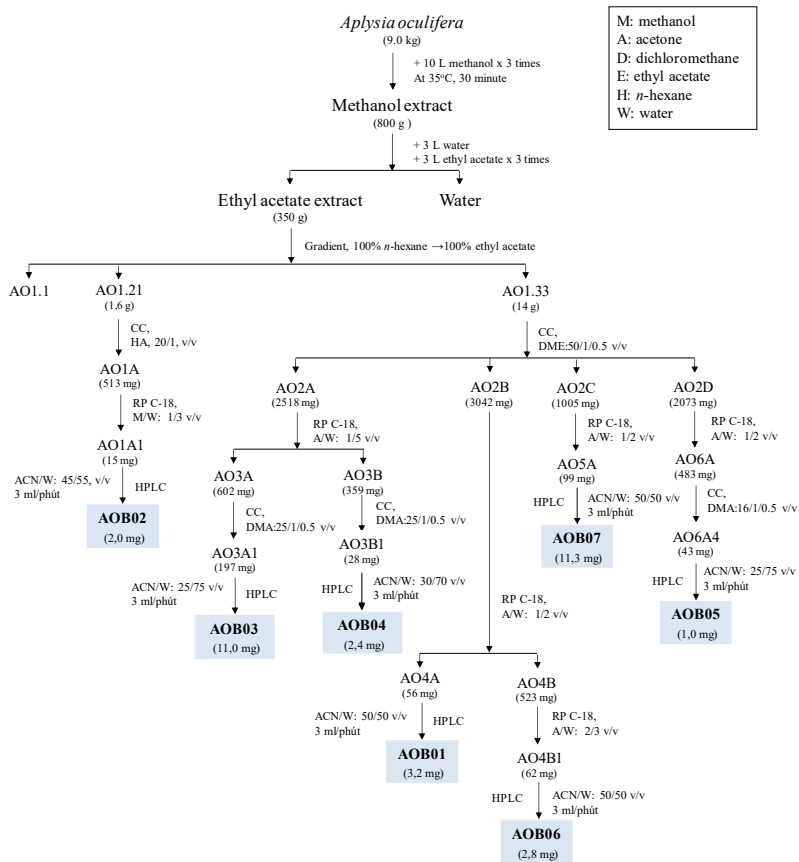 Aplysia oculifera
(9.0 kg)
+ 10 L methanol x 3 times
At 35°C, 30 minute
Methanol extract
(800 g )
+ 3 L water
+ 3 L ethyl acetate x 3 times
Ethyl acetate extract
(350 g)
Water
Gradient, 100% n-hexane →100% ethyl acetate
M: methanol
A: acetone
D: dichloromethane
E: ethyl acetate
H: n-hexane
W: water
AO1.1
AO1.21
(1,6 g)
CC,
HA, 20/1, v/v
AO1A
(513 mg)
RP C-18,
M/W: 1/3 v/v
AO1A1
(15 mg)
ACN/W: 45/55, v/v
3 ml/phút
HPLC
AOB02
(2,0 mg)
AO1.33
(14 g)
CC,
DME:50/1/0.5 v/v
AO2A
(2518 mg)
RP C-18,
A/W: 1/5 v/v
AO3A
(602 mg)
CC,
DMA:25/1/0.5 v/v
AO3A1
(197 mg)
ACN/W: 25/75 v/v
3 ml/phút
HPLC
AOB03
(11,0 mg)
AO3B
(359 mg)
CC,
DMA:25/1/0.5 v/v
AO3B1
(28 mg)
HPLC
ACN/W: 30/70 v/v
3 ml/phút
AOB04
(2,4 mg)
AO2B
(3042 mg)
RP C-18,
A/W: 1/2 v/v
AO4A
(56 mg)
ACN/W: 50/50 v/v
3 ml/phút
HPLC
AOB01
(3,2 mg)
AO4B
(523 mg)
RP C-18,
A/W: 2/3 v/v
AO4B1
(62 mg)
HPLC
ACN/W: 50/50 v/v
3 ml/phút
AOB06
(2,8 mg)
AO2C
(1005 mg)
RP C-18,
A/W: 1/2 v/v
AO5A
(99 mg)
HPLC
ACN/W: 50/50 v/v
3 ml/phút
AOB07
(11,3 mg)
AO2D
(2073 mg)
RP C-18,
A/W: 1/2 v/v
AO6A
(483 mg)
CC,
DMA:16/1/0.5 v/v
AO6A4
(43 mg)
HPLC
ACN/W: 25/75 v/v
3 ml/phút
AOB05
(1,0 mg)